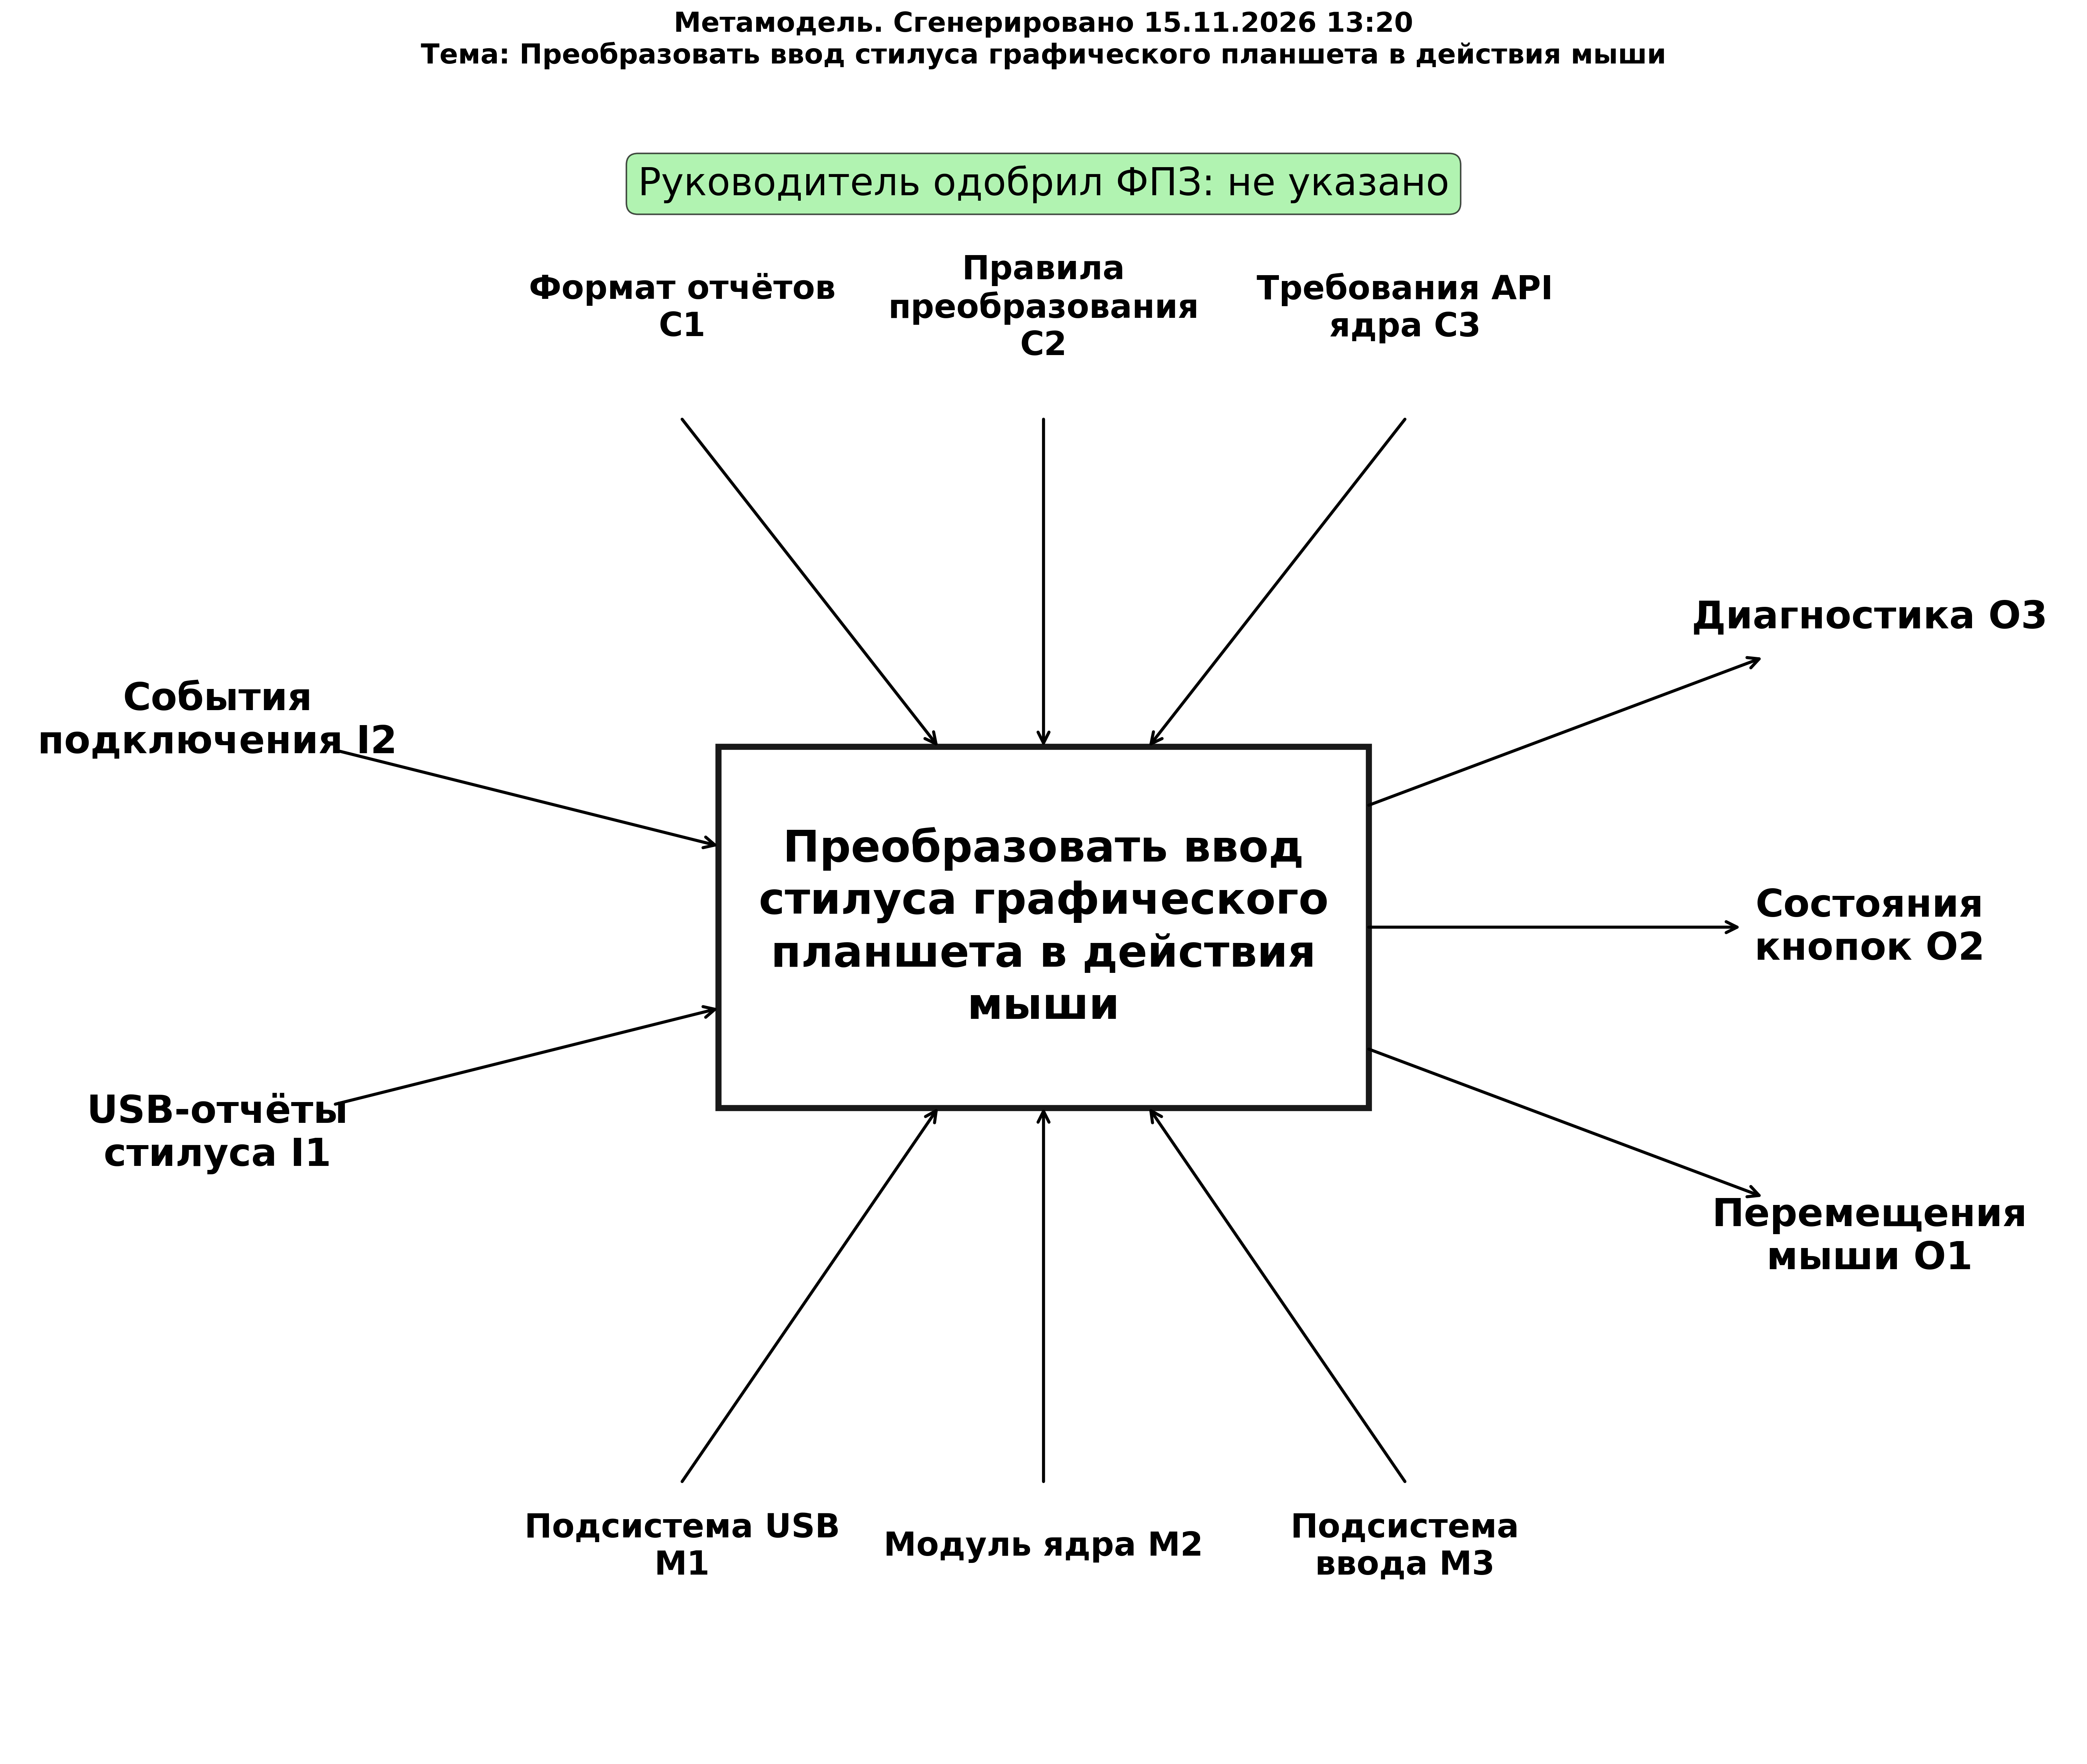 Метамодель. Сгенерировано 15.11.2026 13:20
Тема: Преобразовать ввод стилуса графического планшета в действия мыши
Руководитель одобрил ФПЗ: не указано
Формат отчётов
C1
Правила
преобразования
C2
Требования API
ядра C3
Диагностика O3
События
подключения I2
Преобразовать ввод
стилуса графического
планшета в действия
мыши
Состояния
кнопок O2
USB-отчёты
стилуса I1
Перемещения
мыши O1
Подсистема USB
M1
Модуль ядра M2
Подсистема
ввода M3